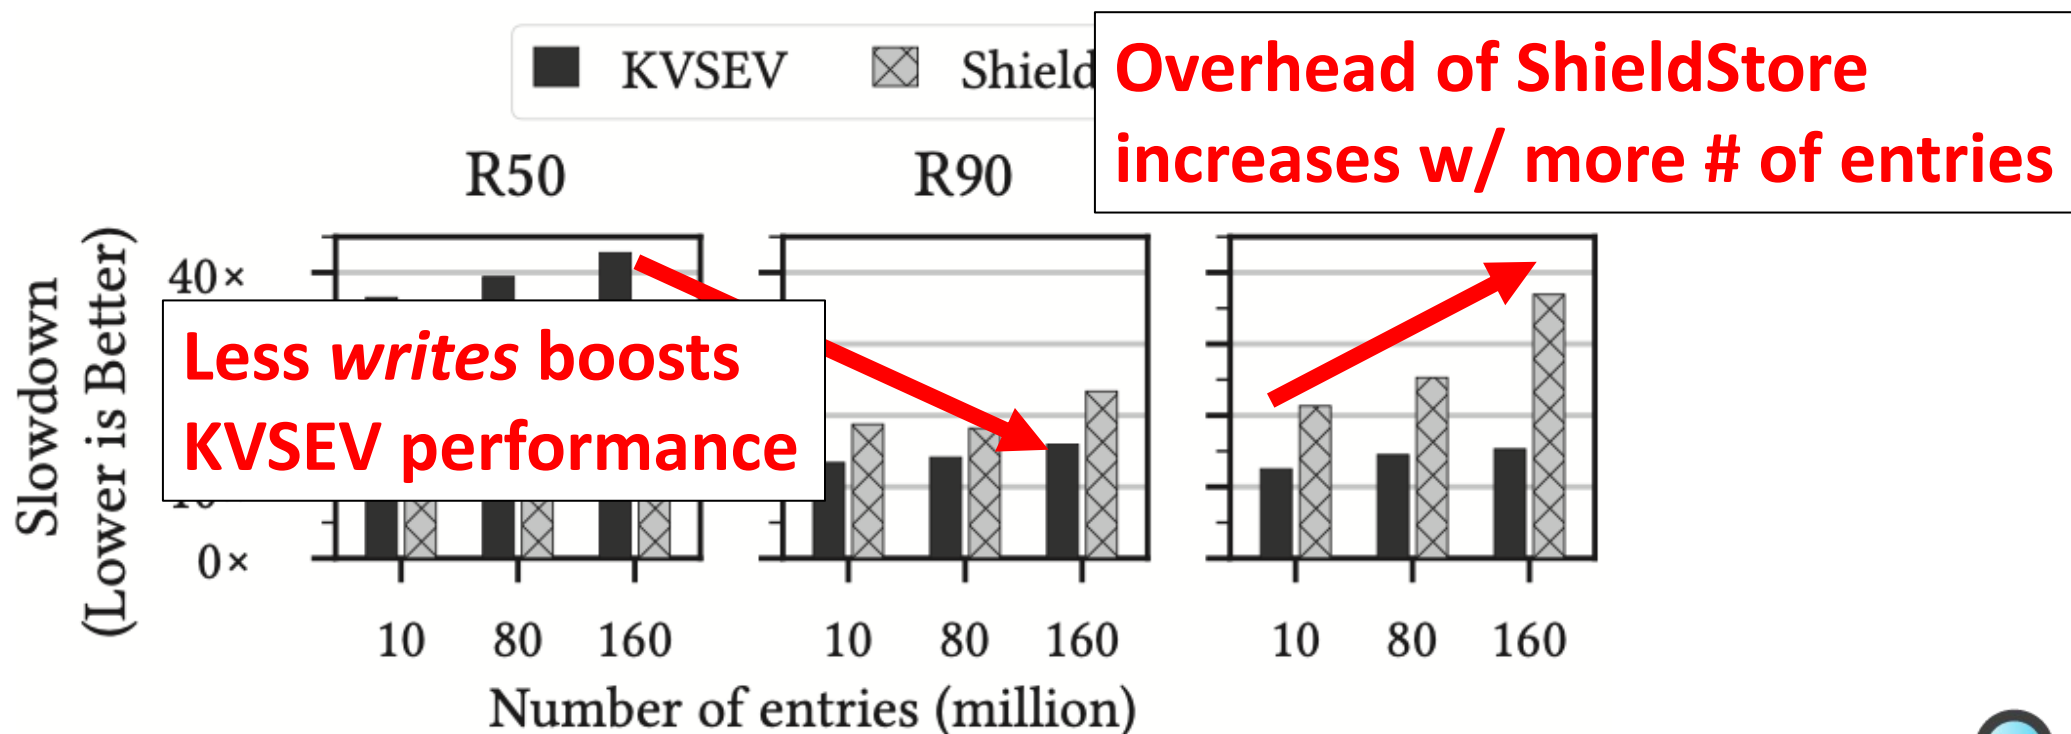 KVSEV
Shield
Overhead of ShieldStore
increases w/ more # of entries
R50
R90
Slowdown
(Lower is Better)
40×
Less writes boosts
KVSEV performance
0×
10 80 160
10 80 160
10 80 160
Number of entries (million)